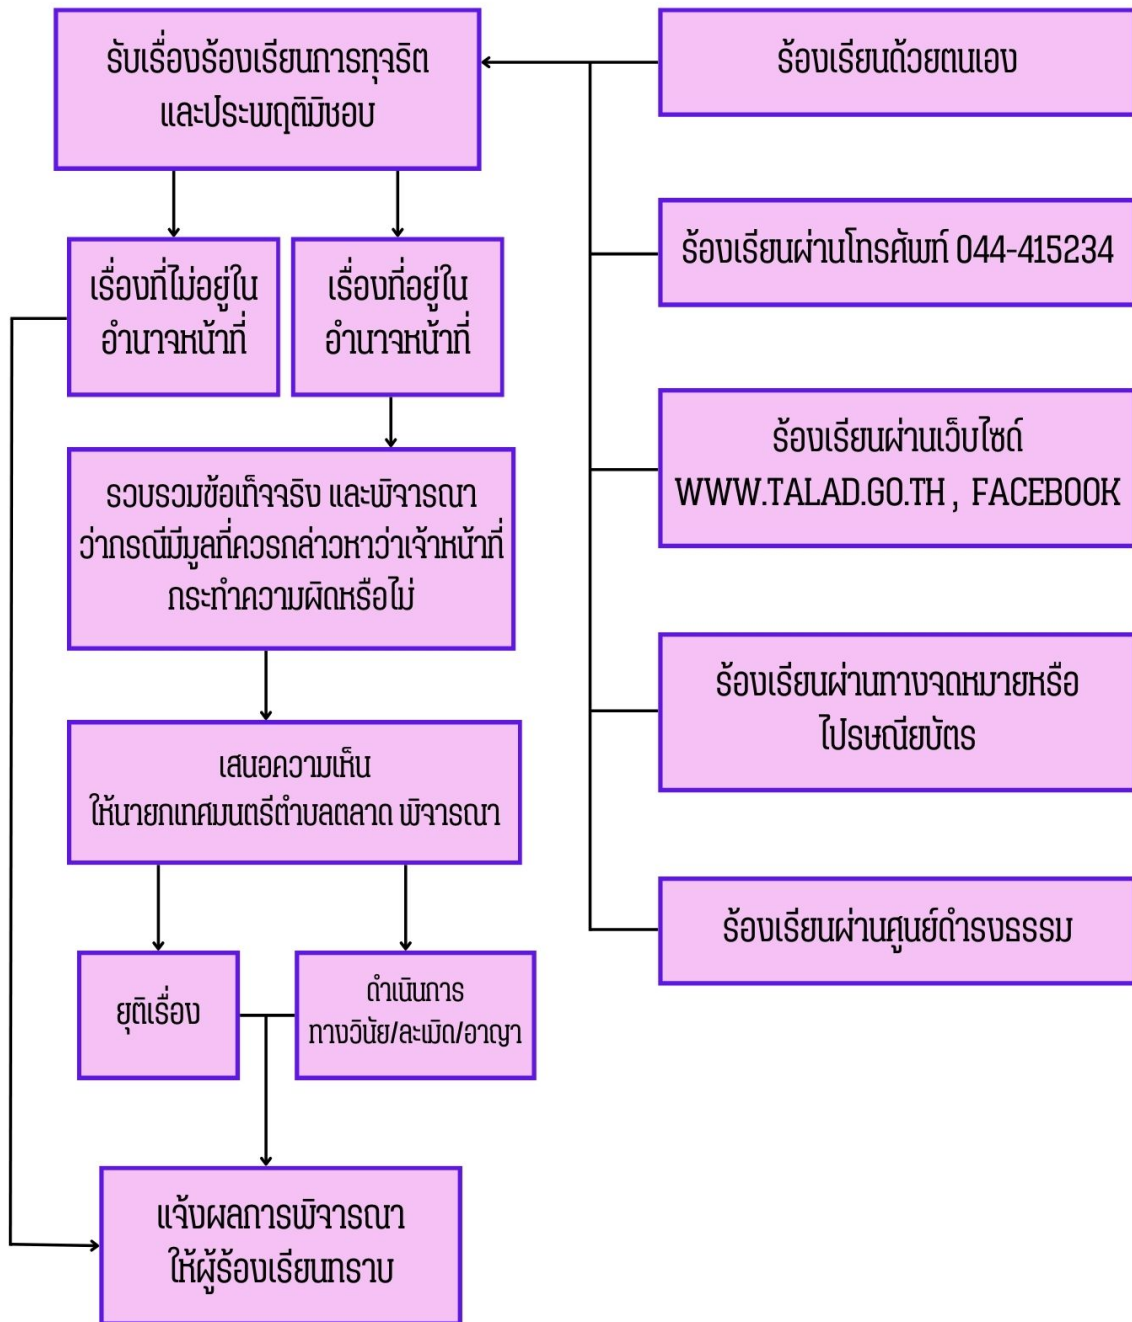 รับเรื่องร้องเรียนการทุจริต
และประพฤติมิชอบ
ร้องเรียนด้วยตนเอง
ร้องเรียนผ่านโทรศัพท์ 044-415234
เรื่องที่ไม่อยู่ใน
อำนาจหน้าที่
เรื่องที่อยู่ใน
อำนาจหน้าที่
ร้องเรียนผ่านเว็บไซด์
WWW.TALAD.GO.TH , FACEBOOK
รวบรวมข้อเท็จจริง และพิจารณา
ว่ากรณีมีมูลที่ควรกล่าวหาว่าเจ้าหน้าที่
กระทำความผิดหรือไม่
ร้องเรียนผ่านทางจดหมายหรือ
ไปรษณียบัตร
เสนอความเห็น
ให้นายกเทศมนตรีตำบลตลาด พิจารณา
ร้องเรียนผ่านศูนย์ดำรงธรรม
ยุติเรื่อง
ดำเนินการ
ทางวินัย/ละเมิด/อาญา
แจ้งผลการพิจารณา
ให้ผู้ร้องเรียนทราบ